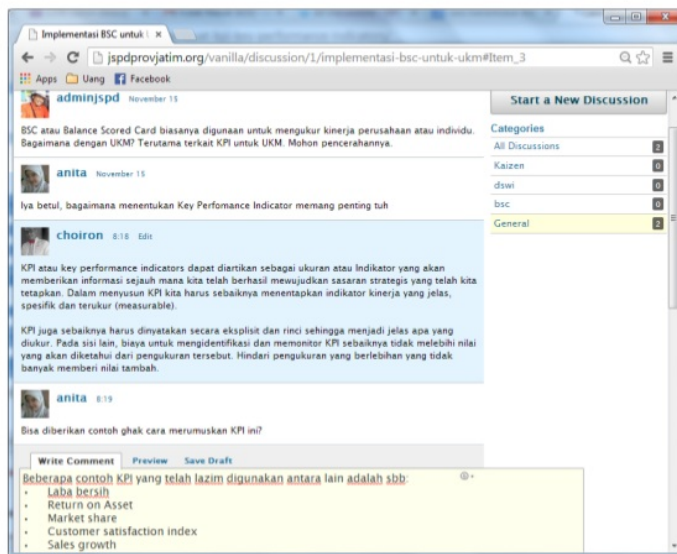 Implementasi BSC untuk
jspdprovjatim.org/vanilla/discussion/1/implementasi-bsc-untuk-ukm#Item_3
Apps Uang Facebook
adminjspd November 15
BSC atau Balance Scored Card biasanya digunaan untuk mengukur kinerja perusahaan atau individu.
Bagaimana dengan UKM? Terutama terkait KPI untuk UKM. Mohon pencerahannya.
anita November 15
Iya betul, bagaimana menentukan Key Perfomance Indicator memang penting tuh
choiron 8:18 Edit
KPI atau key performance indicators dapat diartikan sebagai ukuran atau Indikator yang akan
memberikan informasi sejauh mana kita telah berhasil mewujudkan sasaran strategis yang telah kita
tetapkan. Dalam menyusun KPI kita harus sebaiknya menentapkan indikator kinerja yang jelas,
spesifik dan terukur (measurable).
KPI juga sebaiknya harus dinyatakan secara eksplisit dan rinci sehingga menjadi jelas apa yang
diukur. Pada sisi lain, biaya untuk mengidentifikasi dan memonitor KPI sebaiknya tidak melebihi nilai
yang akan diketahui dari pengukuran tersebut. Hindari pengukuran yang berlebihan yang tidak
banyak memberi nilai tambah.
anita 8:19
Bisa diberikan contoh ghak cara merumuskan KPI ini?
Write Comment Preview Save Draft
Beberapa contoh KPI yang telah lazim digunakan antara lain adalah sbb:
• Laba bersih
• Return on Asset
• Market share
• Customer satisfaction index
• Sales growth
Start a New Discussion
Categories
All Discussions 2
Kaizen 0
dswi 0
bsc 0
General 2